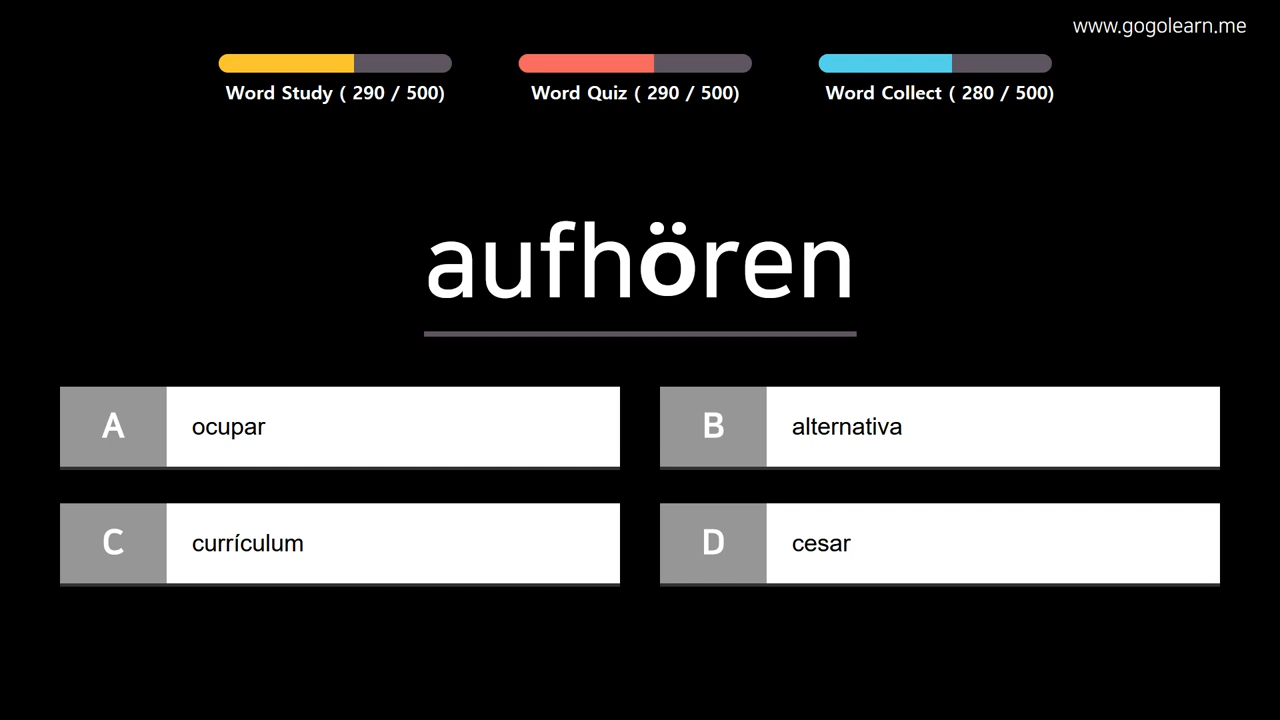 www.gogolearn.me
Word Study ( 290 / 500)
Word Quiz ( 290 / 500)
Word Collect ( 280 / 500)
aufhören
A ocupar
B alternativa
C currículum
D cesar